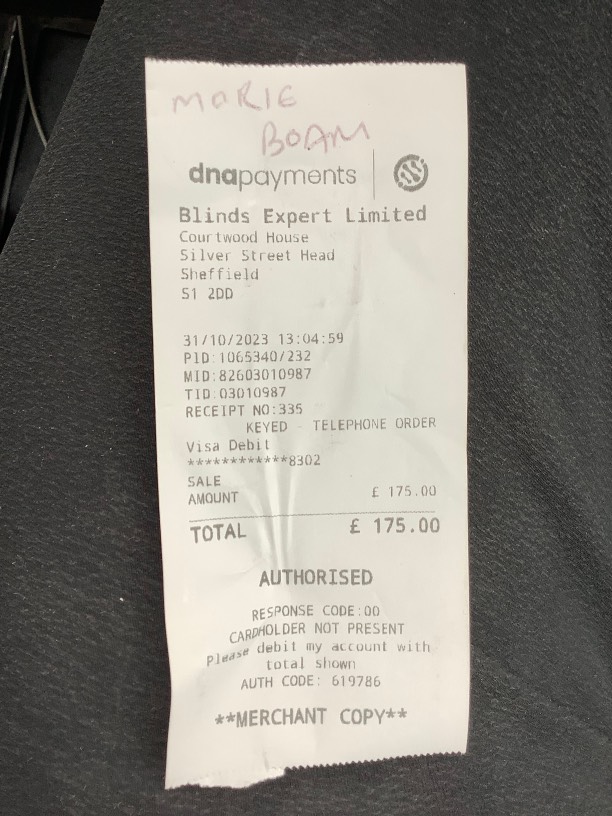 MORIE
BOAM
dnapayments
Blinds Expert Limited
Courtwood House
Silver Street Head
Sheffield
S1 2DD
31/10/2023 13:04:59
PID:1065340/232
MID:82603010987
TID:03010987
RECEIPT NO:335
KEYED - TELEPHONE ORDER
Visa Debit
************8302
SALE
AMOUNT £ 175.00
TOTAL £ 175.00
AUTHORISED
RESPONSE CODE:00
CARDHOLDER NOT PRESENT
Please debit my account with
total shown
AUTH CODE: 619786
**MERCHANT COPY**